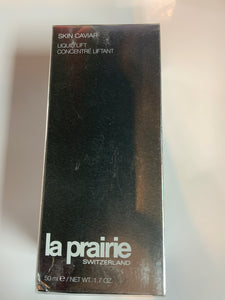 SKIN CAVIAR
LIQUID LIFT
CONCENTRÉ LIFTANT
la prairie
SWITZERLAND
50 ml ℮ / NET WT. 1.7 OZ.